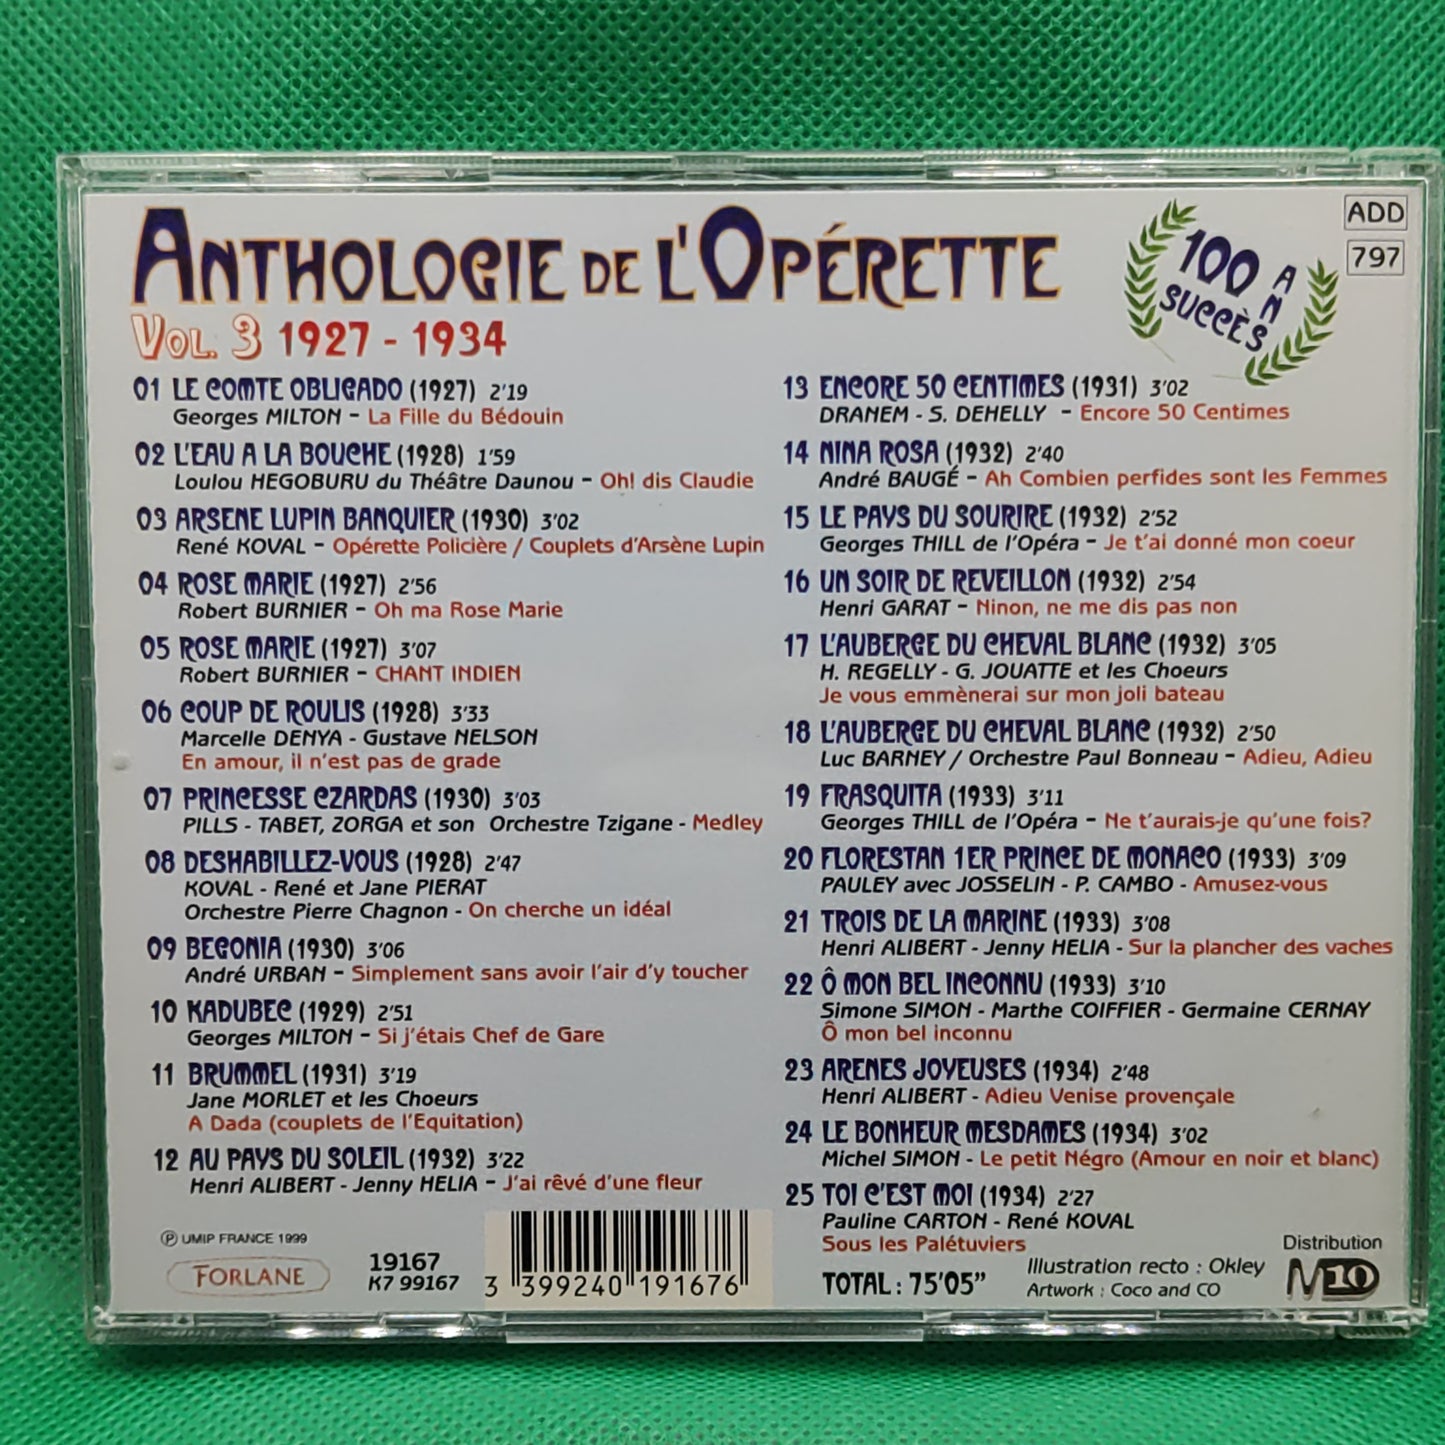 ANTHOLOGIE DE L'OPÉRETTE
VOL. 3 1927 - 1934
100 ANS
SUCCÈS
ADD
797
01 LE COMTE OBLIGADO (1927) 2'19
Georges MILTON – La Fille du Bédouin
02 L'EAU A LA BOUCHE (1928) 1'59
Loulou HEGOBURU du Théâtre Daunou – Oh! dis Claudie
03 ARSENE LUPIN BANQUIER (1930) 3'02
René KOVAL – Opérette Policière / Couplets d'Arsène Lupin
04 ROSE MARIE (1927) 2'56
Robert BURNIER – Oh ma Rose Marie
05 ROSE MARIE (1927) 3'07
Robert BURNIER – CHANT INDIEN
06 COUP DE ROULIS (1928) 3'33
Marcelle DENYA - Gustave NELSON
En amour, il n'est pas de grade
07 PRINCESSE CZARDAS (1930) 3'03
PILLS - TABET, ZORGA et son Orchestre Tzigane - Medley
08 DESHABILLEZ-VOUS (1928) 2'47
KOVAL - René et Jane PIERAT
Orchestre Pierre Chagnon - On cherche un idéal
09 BEGONIA (1930) 3'06
André URBAN – Simplement sans avoir l'air d'y toucher
10 KADUBEC (1929) 2'51
Georges MILTON – Si j'étais Chef de Gare
11 BRUMMEL (1931) 3'19
Jane MORLET et les Choeurs
A Dada (couplets de l'Equitation)
12 AU PAYS DU SOLEIL (1932) 3'22
Henri ALIBERT - Jenny HELIA – J'ai rêvé d'une fleur
13 ENCORE 50 CENTIMES (1931) 3'02
DRANEM - S. DEHELLY – Encore 50 Centimes
14 NINA ROSA (1932) 2'40
André BAUGÉ – Ah Combien perfides sont les Femmes
15 LE PAYS DU SOURIRE (1932) 2'52
Georges THILL de l'Opéra – Je t'ai donné mon coeur
16 UN SOIR DE REVEILLON (1932) 2'54
Henri GARAT – Ninon, ne me dis pas non
17 L'AUBERGE DU CHEVAL BLANC (1932) 3'05
H. REGELLY - G. JOUATTE et les Choeurs
Je vous emmènerai sur mon joli bateau
18 L'AUBERGE DU CHEVAL BLANC (1932) 2'50
Luc BARNEY / Orchestre Paul Bonneau – Adieu, Adieu
19 FRASQUITA (1933) 3'11
Georges THILL de l'Opéra – Ne t'aurais-je qu'une fois?
20 FLORESTAN 1ER PRINCE DE MONACO (1933) 3'09
PAULEY avec JOSSELIN - P. CAMBO - Amusez-vous
21 TROIS DE LA MARINE (1933) 3'08
Henri ALIBERT - Jenny HELIA - Sur la plancher des vaches
22 Ô MON BEL INCONNU (1933) 3'10
Simone SIMON - Marthe COIFFIER - Germaine CERNAY
Ô mon bel inconnu
23 ARENES JOYEUSES (1934) 2'48
Henri ALIBERT - Adieu Venise provençale
24 LE BONHEUR MESDAMES (1934) 3'02
Michel SIMON - Le petit Négro (Amour en noir et blanc)
25 TOI C'EST MOI (1934) 2'27
Pauline CARTON - René KOVAL
Sous les Palétuviers
TOTAL : 75'05"
Ⓟ UMIP FRANCE 1999
FORLANE
19167
K7 99167
3 399240 191676
Illustration recto : Okley
Artwork : Coco and CO
Distribution
M10